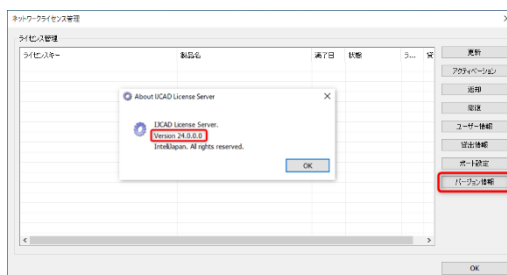 ネットワークライセンス管理
ライセンス管理
ライセンスキー 製品名 満了日 状態 ラ... 貸
更新
アクティベーション
返却
修復
ユーザー情報
貸出情報
ポート設定
バージョン情報
About IJCAD License Server
IJCAD License Server.
Version 24.0.0.0
IntelliJapan. All rights reserved.
OK
OK